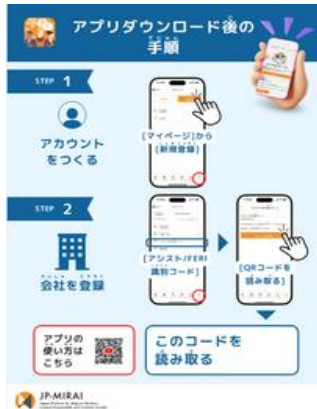 アプリダウンロード後の
手順
STEP 1
アカウント
をつくる
[マイページ]から
[新規登録]
STEP 2
会社を登録
[アシスト/FERI
識別コード]
[QRコードを
読み取る]
アプリの
使い方は
こちら
このコードを
読み取る
JP-MIRAI